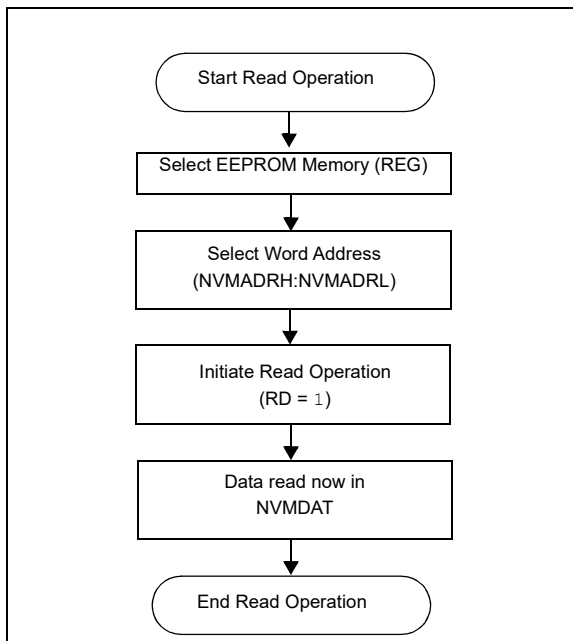 Start Read Operation
Select EEPROM Memory (REG)
Select Word Address
(NVMADRH:NVMADRL)
Initiate Read Operation
(RD = 1)
Data read now in
NVMDAT
End Read Operation